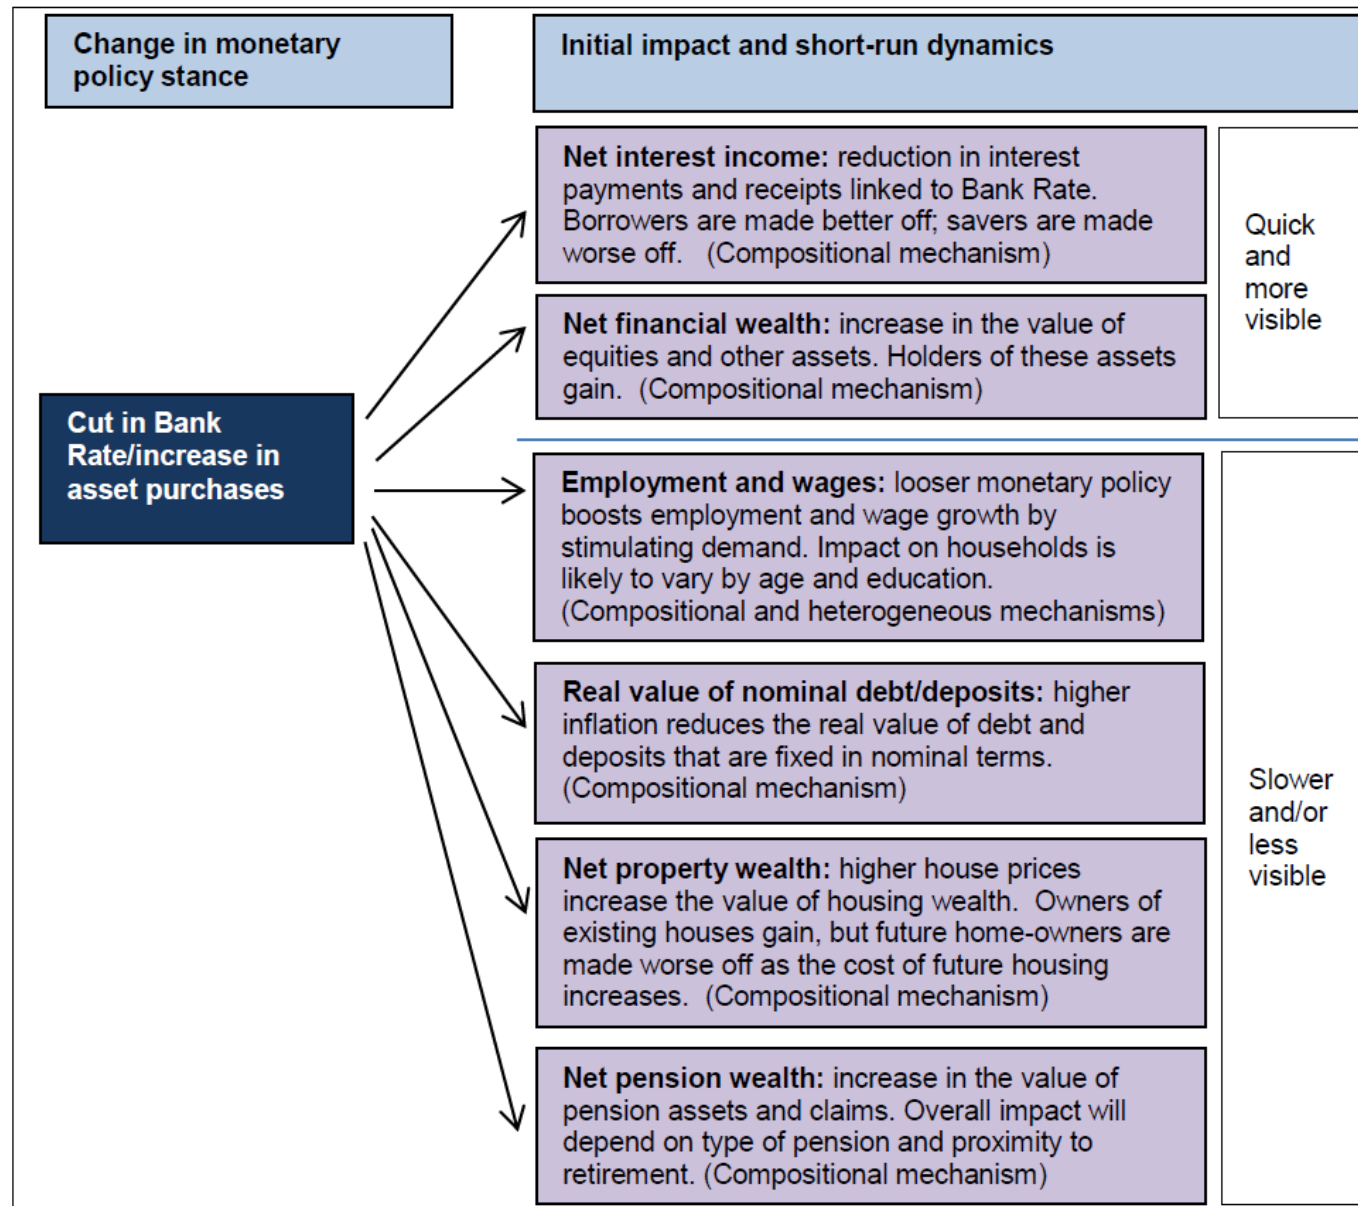 Change in monetary
policy stance
Initial impact and short-run dynamics
Net interest income: reduction in interest
payments and receipts linked to Bank Rate.
Borrowers are made better off; savers are made
worse off.   (Compositional mechanism)
Quick
and
more
visible
Net financial wealth: increase in the value of
equities and other assets. Holders of these assets
gain.  (Compositional mechanism)
Cut in Bank
Rate/increase in
asset purchases
Employment and wages: looser monetary policy
boosts employment and wage growth by
stimulating demand. Impact on households is
likely to vary by age and education.
(Compositional and heterogeneous mechanisms)
Real value of nominal debt/deposits: higher
inflation reduces the real value of debt and
deposits that are fixed in nominal terms.
(Compositional mechanism)
Slower
and/or
less
visible
Net property wealth: higher house prices
increase the value of housing wealth.  Owners of
existing houses gain, but future home-owners are
made worse off as the cost of future housing
increases.  (Compositional mechanism)
Net pension wealth: increase in the value of
pension assets and claims. Overall impact will
depend on type of pension and proximity to
retirement. (Compositional mechanism)